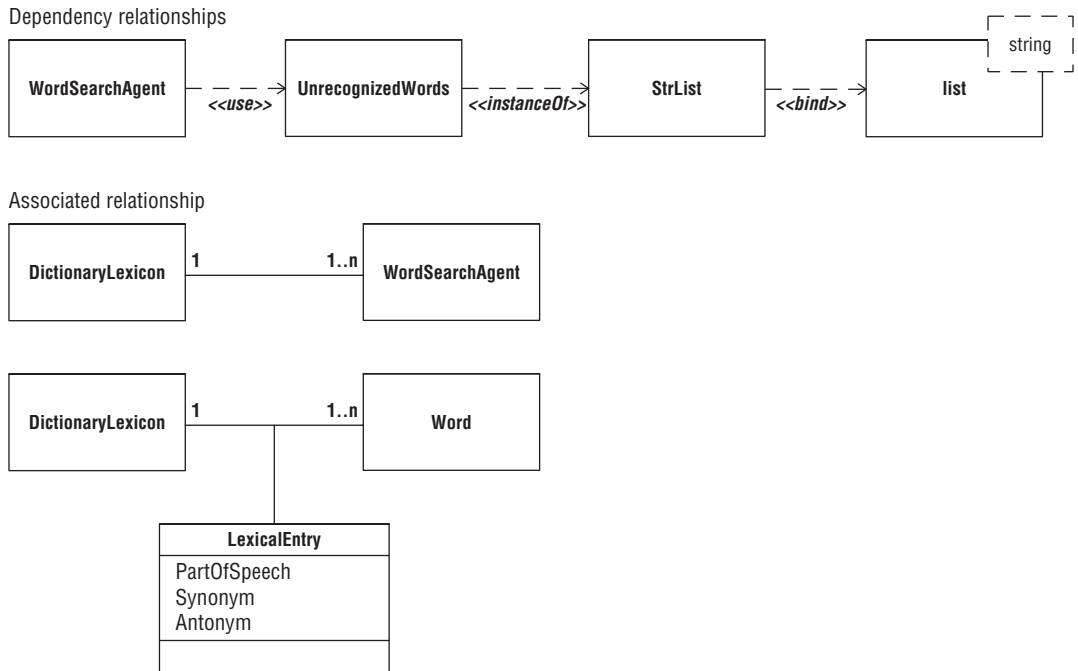 Dependency relationships
string
WordSearchAgent
<<use>>
UnrecognizedWords
<<instanceOf>>
StrList
<<bind>>
list
Associated relationship
DictionaryLexicon
1
1..n
WordSearchAgent
DictionaryLexicon
1
1..n
Word
LexicalEntry
PartOfSpeech
Synonym
Antonym